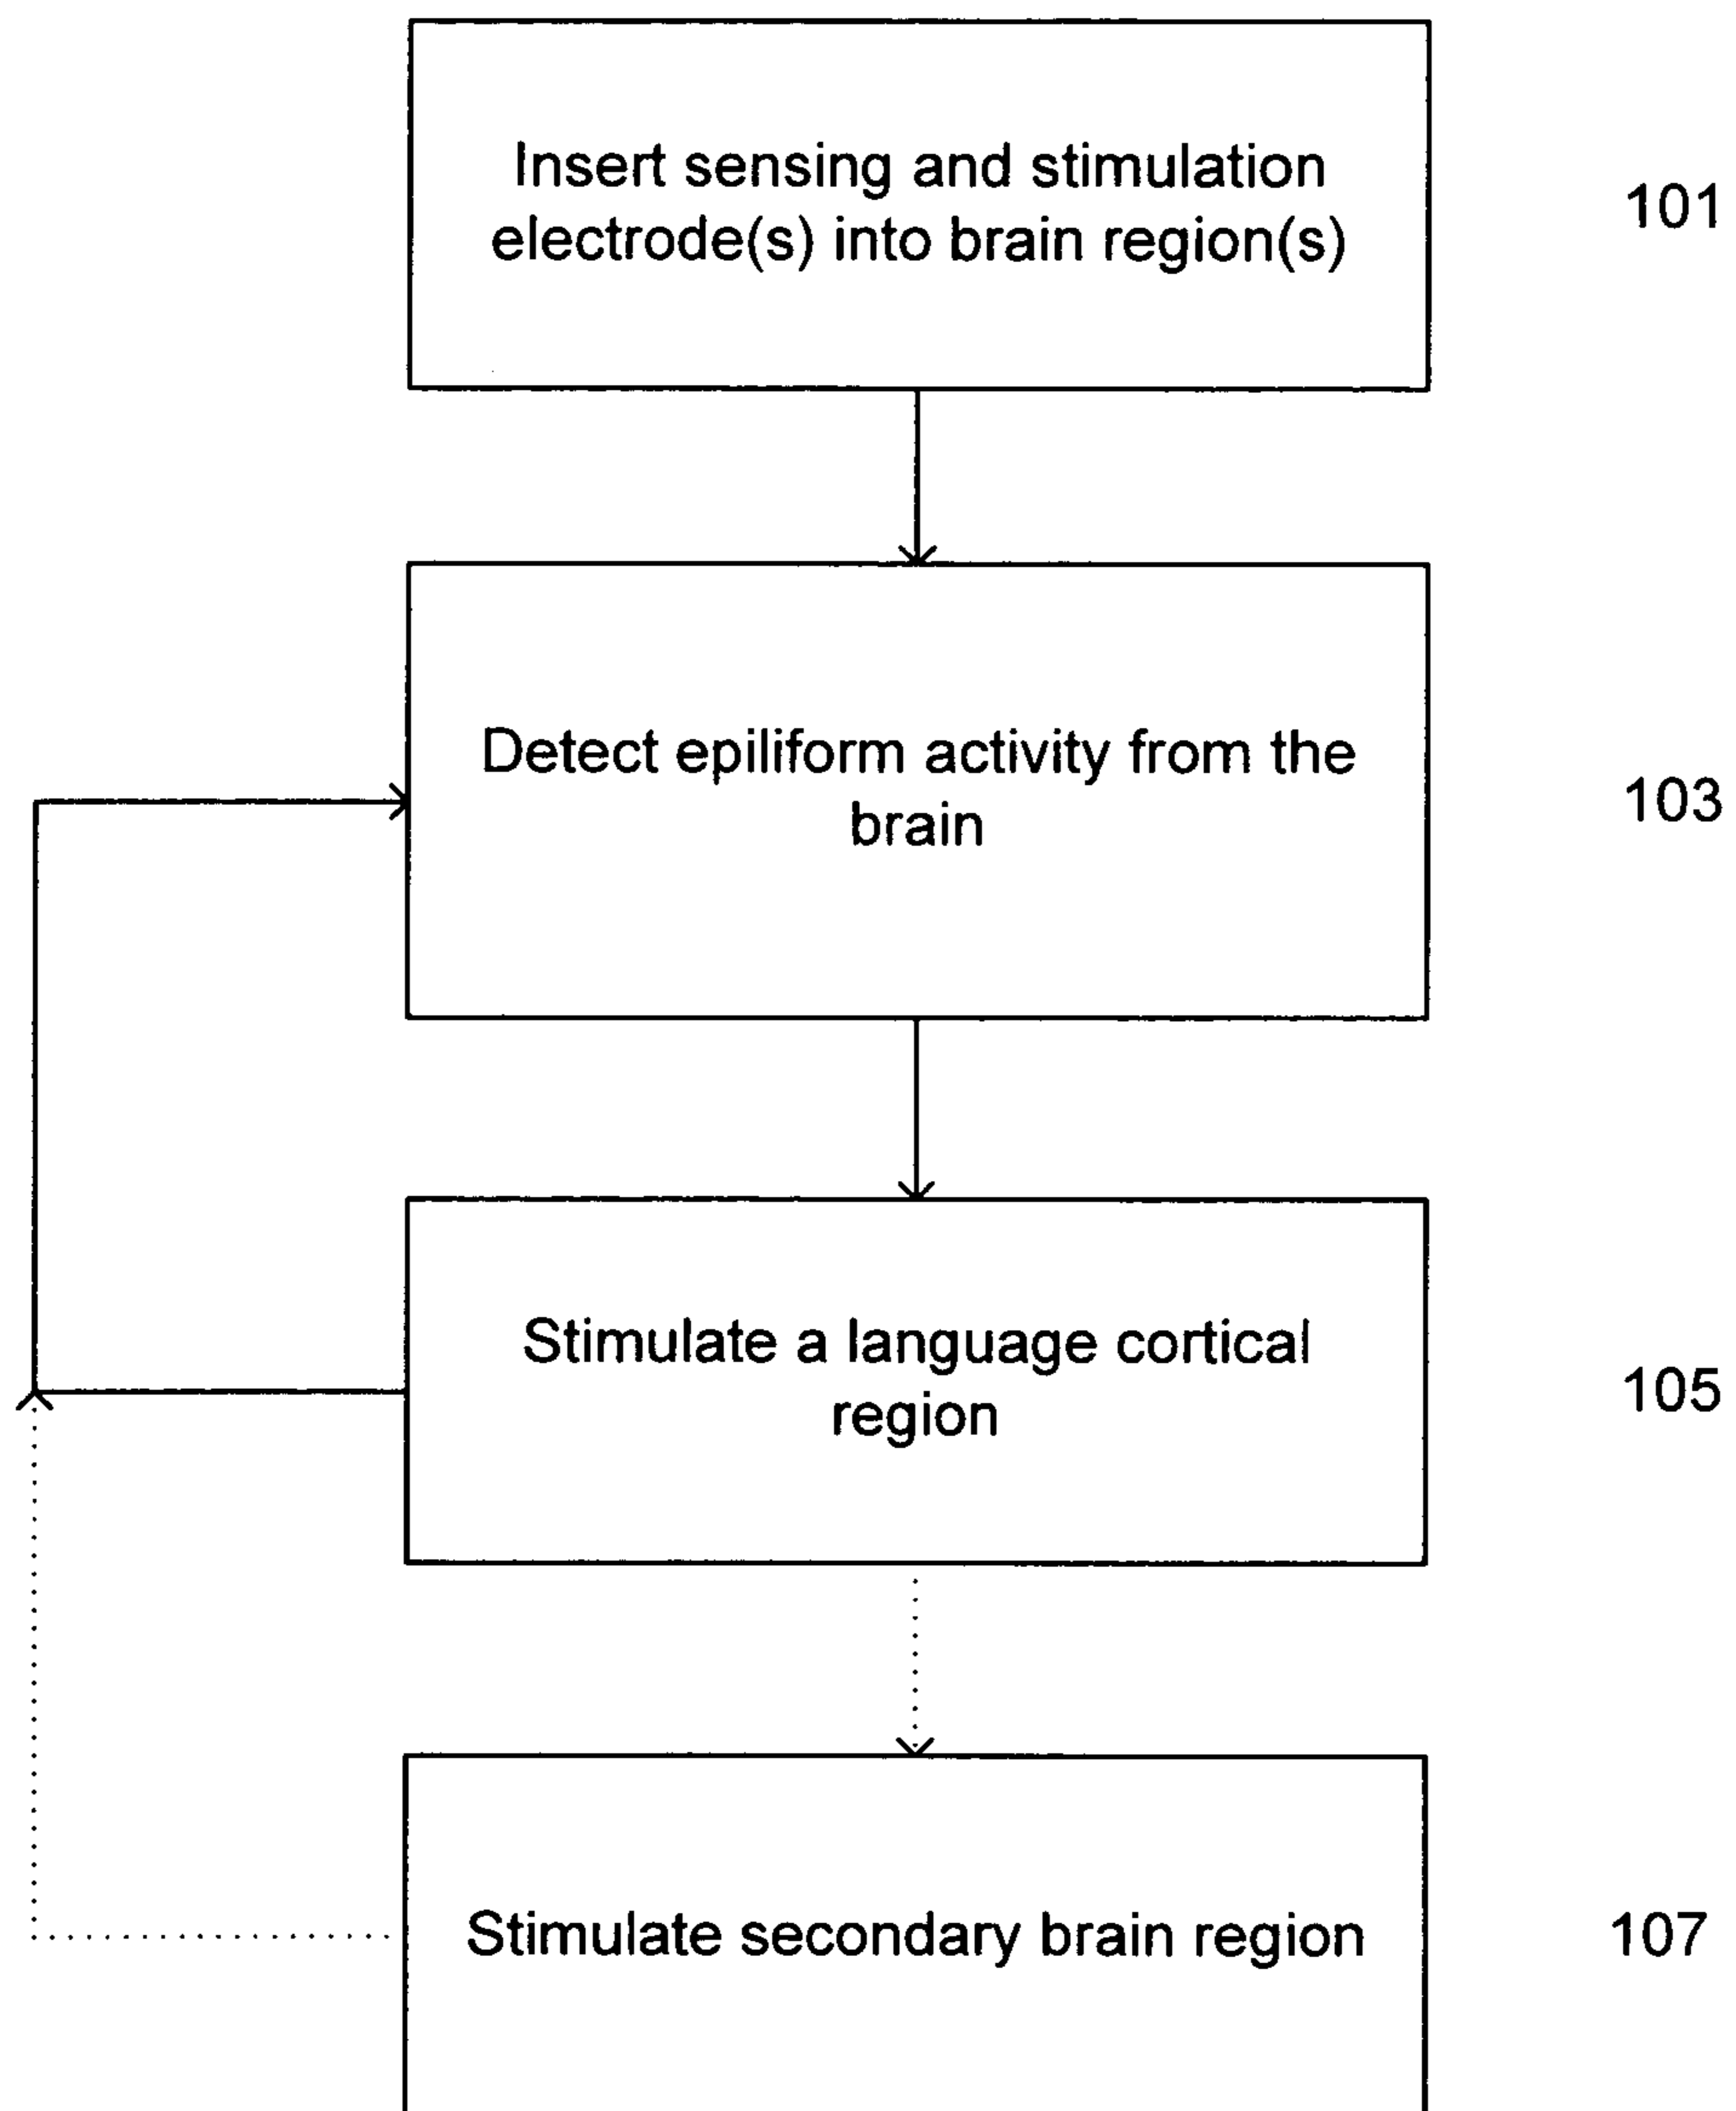 Insert sensing and stimulation
electrode(s) into brain region(s)
101
Detect epiliform activity from the
brain
103
Stimulate a language cortical
region
105
Stimulate secondary brain region
107